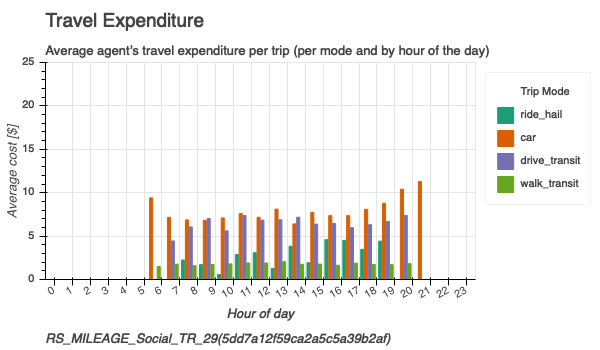 Travel Expenditure
Average agent's travel expenditure per trip (per mode and by hour of the day)
25
20
15
10
5
0
Average cost [$]
0 1 2 3 4 5 6 7 8 9 10 11 12 13 14 15 16 17 18 19 20 21 22 23
Hour of day
Trip Mode
ride_hail
car
drive_transit
walk_transit
RS_MILEAGE_Social_TR_29(5dd7a12f59ca2a5c5a39b2af)